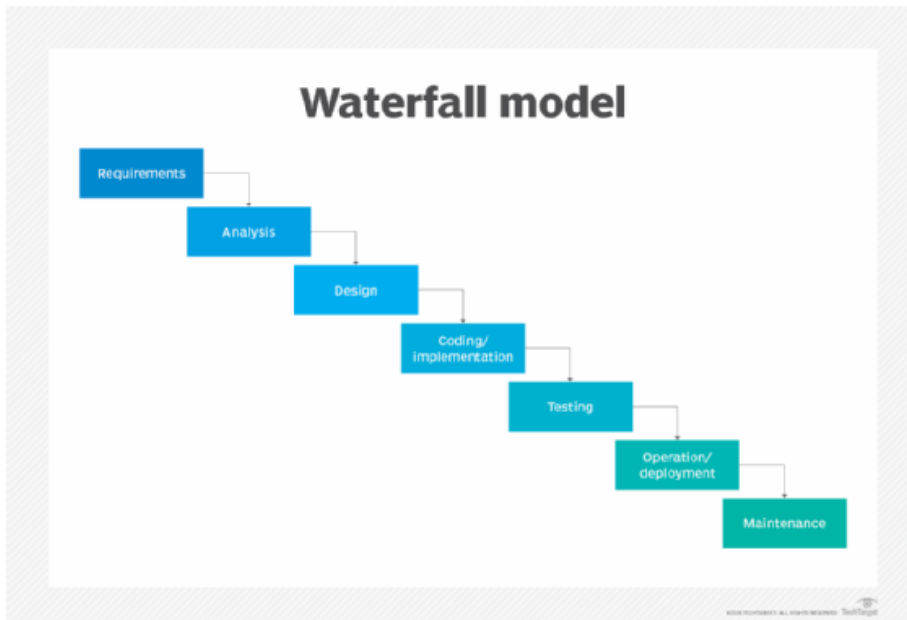 Waterfall model
Requirements
Analysis
Design
Coding/
implementation
Testing
Operation/
deployment
Maintenance
TechTarget